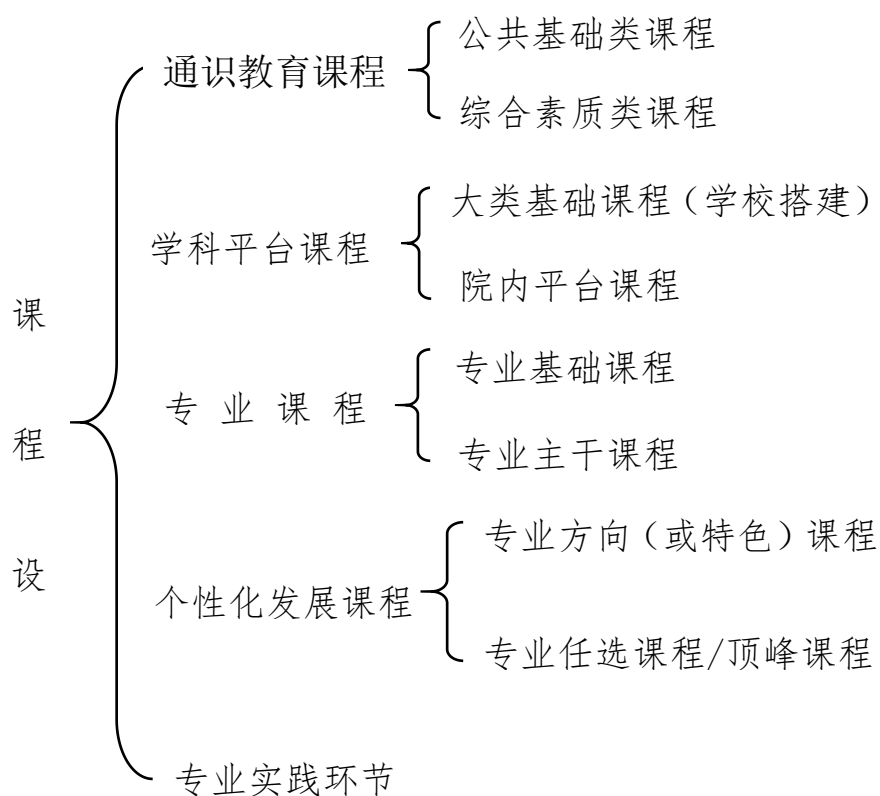 课
程
设
通识教育课程
公共基础类课程
综合素质类课程
学科平台课程
大类基础课程（学校搭建）
院内平台课程
专 业 课 程
专业基础课程
专业主干课程
个性化发展课程
专业方向（或特色）课程
专业任选课程/顶峰课程
专业实践环节